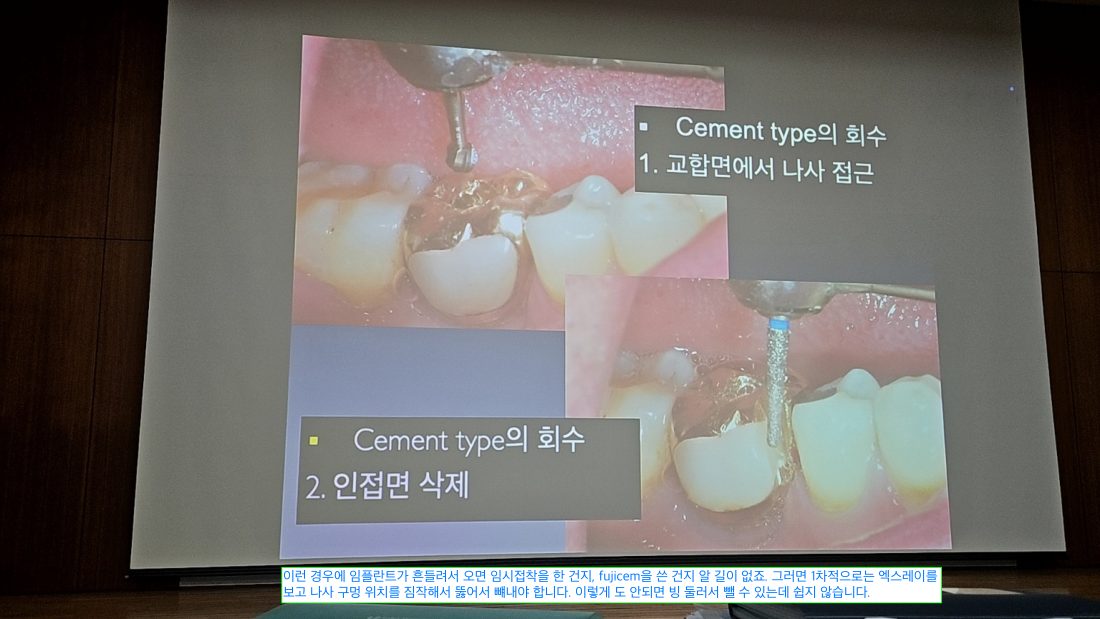 ▪ Cement type의 회수
1. 교합면에서 나사 접근
▪ Cement type의 회수
2. 인접면 삭제
이런 경우에 임플란트가 흔들려서 오면 임시접착을 한 건지, fujicem을 쓴 건지 알 길이 없죠. 그러면 1차적으로는 엑스레이를
보고 나사 구멍 위치를 짐작해서 뚫어서 빼내야 합니다. 이렇게 도 안되면 빙 둘러서 뺄 수 있는데 쉽지 않습니다.